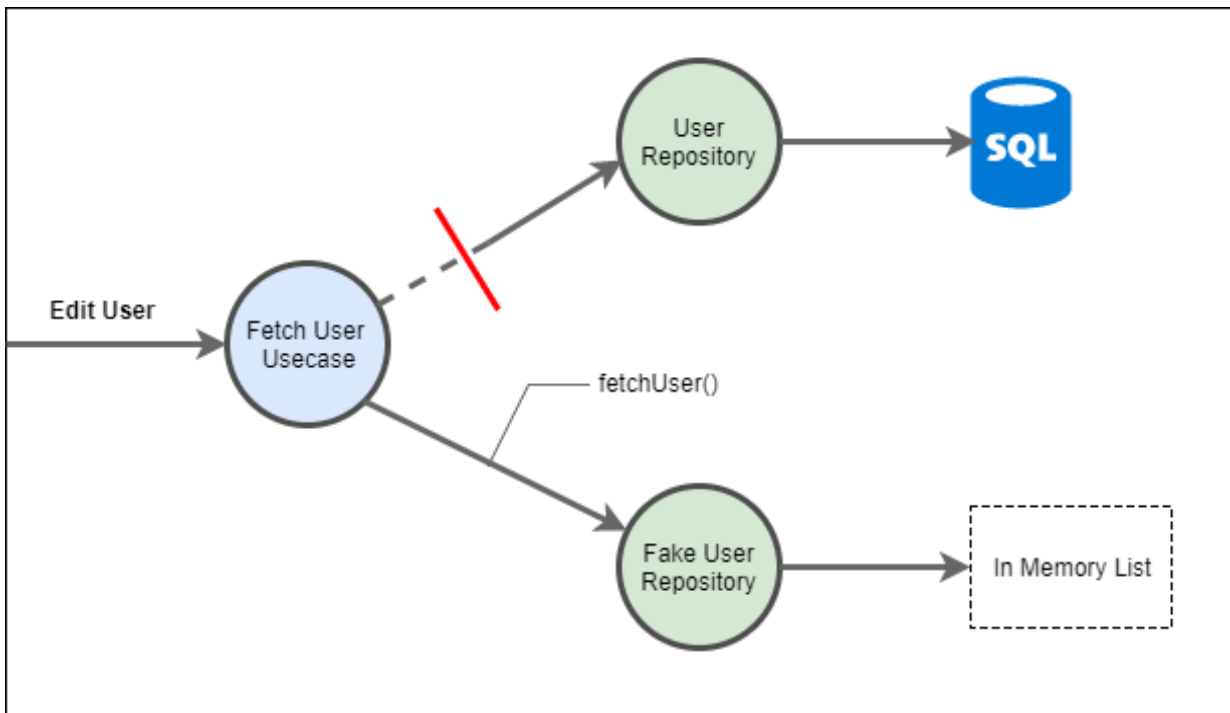 User
Repository
SQL
Edit User
Fetch User
Usecase
fetchUser()
Fake User
Repository
In Memory List